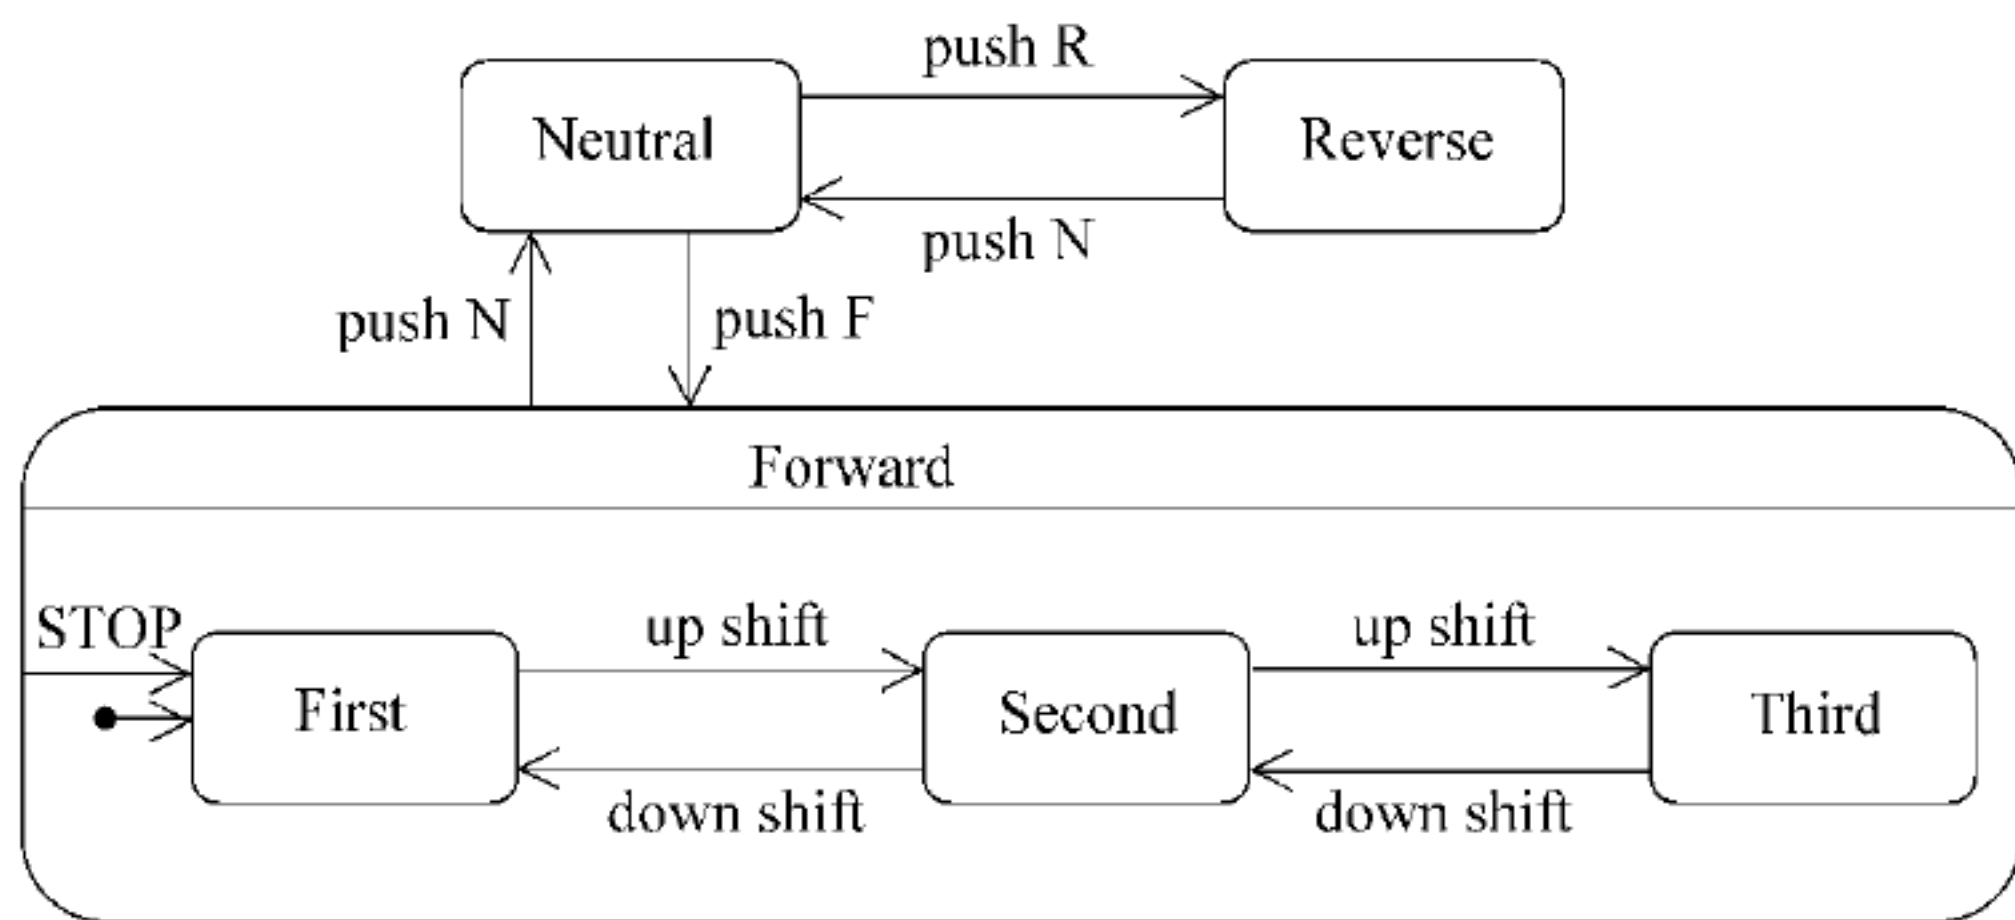 push R
Neutral
Reverse
push N
push N
push F
Forward
STOP
up shift
up shift
First
Second
Third
down shift
down shift